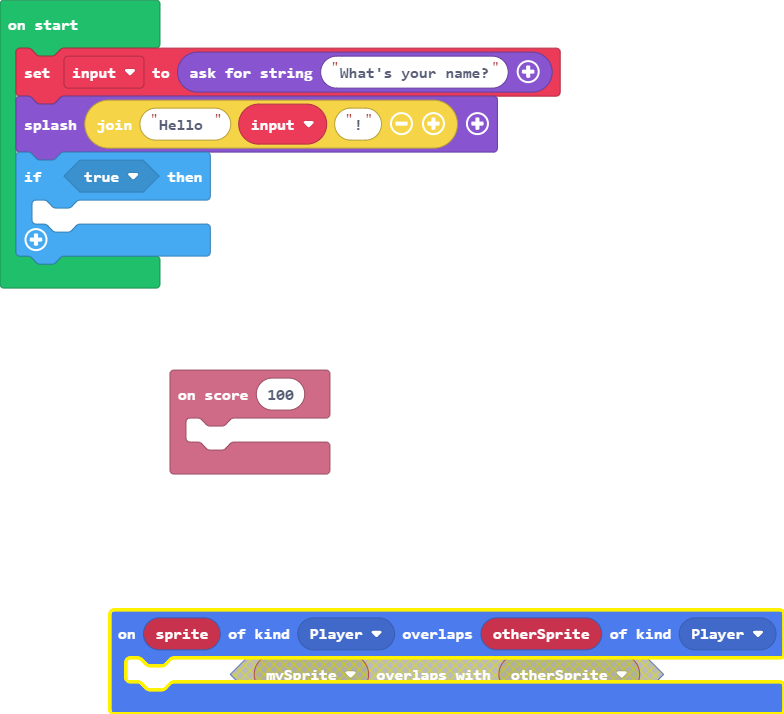 on start
set input to ask for string "What's your name?"
splash join "Hello " input "!"
if true then
on score 100
on sprite of kind Player overlaps otherSprite of kind Player
mySprite overlaps with otherSprite